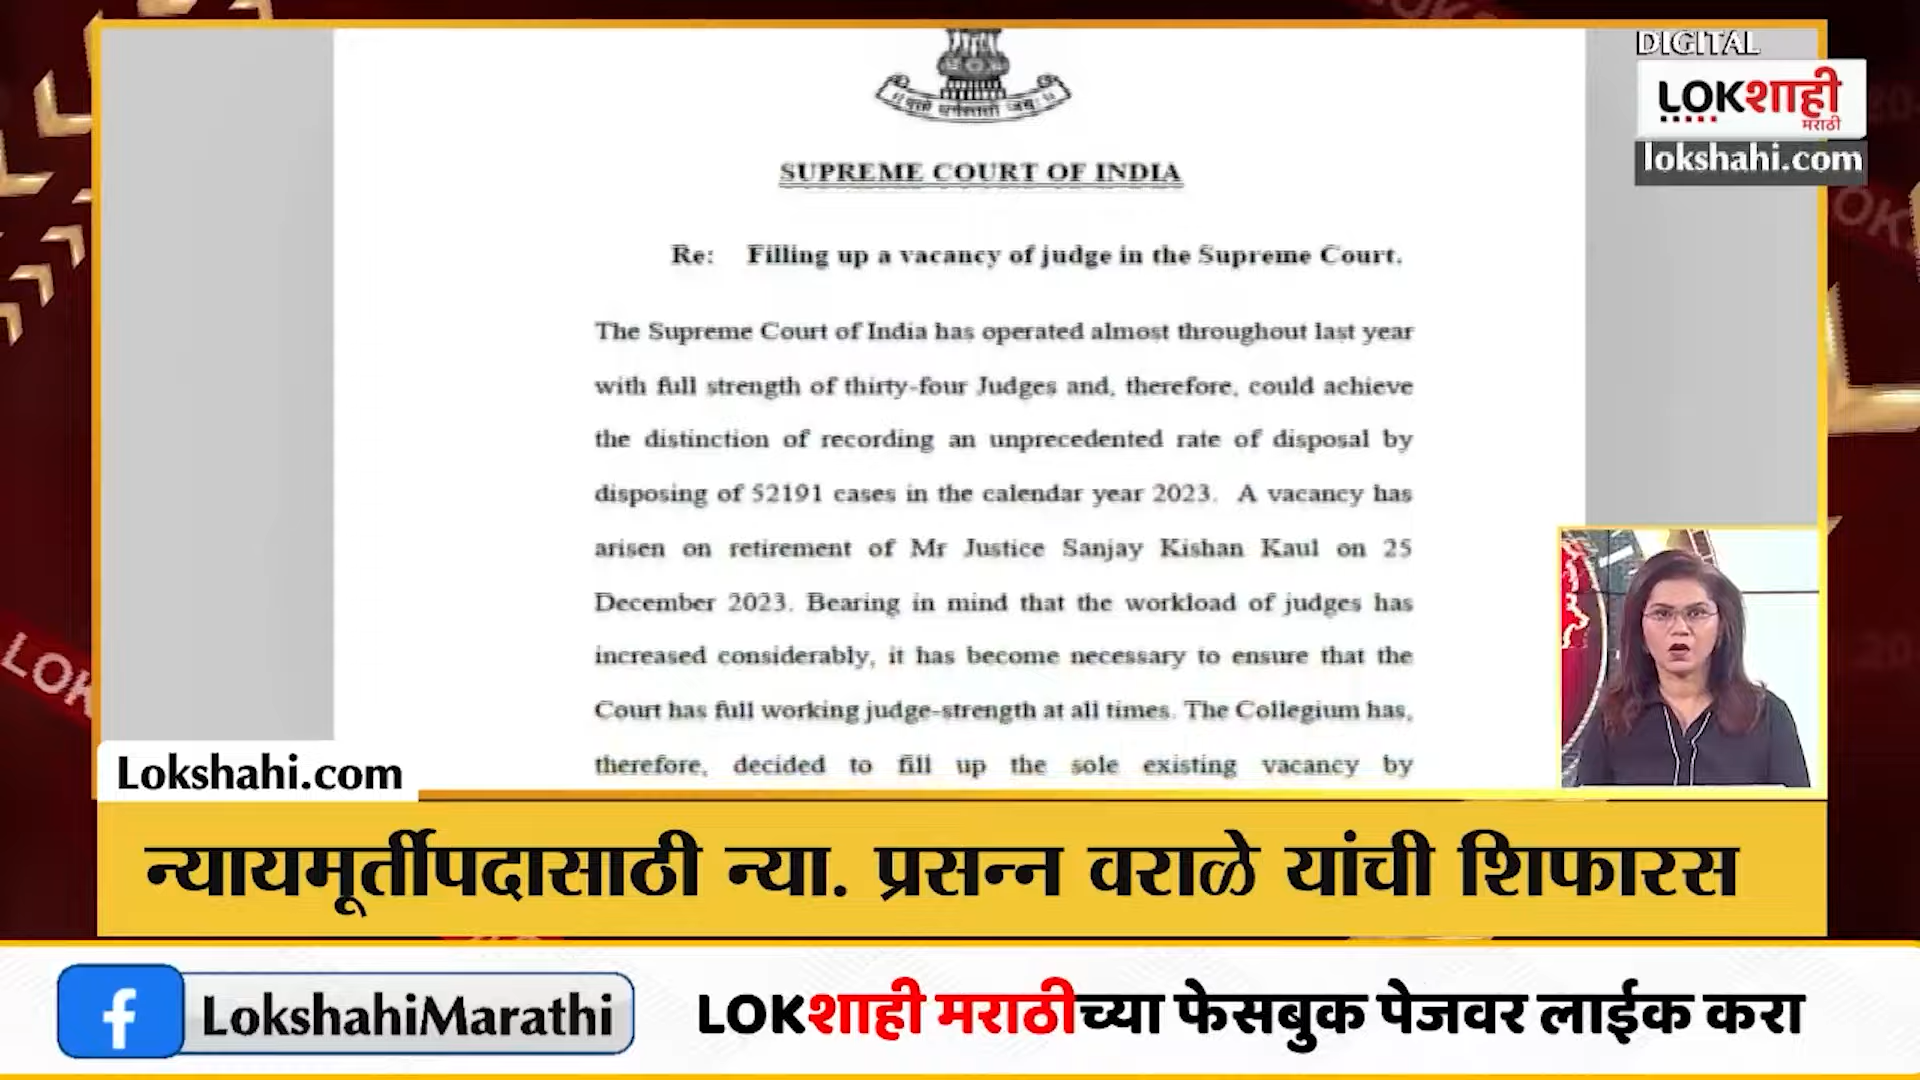 DIGITAL
LOKशाही
मराठी
lokshahi.com
SUPREME COURT OF INDIA
Re: Filling up a vacancy of judge in the Supreme Court.
The Supreme Court of India has operated almost throughout last year
with full strength of thirty-four Judges and, therefore, could achieve
the distinction of recording an unprecedented rate of disposal by
disposing of 52191 cases in the calendar year 2023. A vacancy has
arisen on retirement of Mr Justice Sanjay Kishan Kaul on 25
December 2023. Bearing in mind that the workload of judges has
increased considerably, it has become necessary to ensure that the
Court has full working judge-strength at all times. The Collegium has,
therefore, decided to fill up the sole existing vacancy by
Lokshahi.com
न्यायमूर्तीपदासाठी न्या. प्रसन्न वराळे यांची शिफारस
LokshahiMarathi
LOKशाही मराठीच्या फेसबुक पेजवर लाईक करा